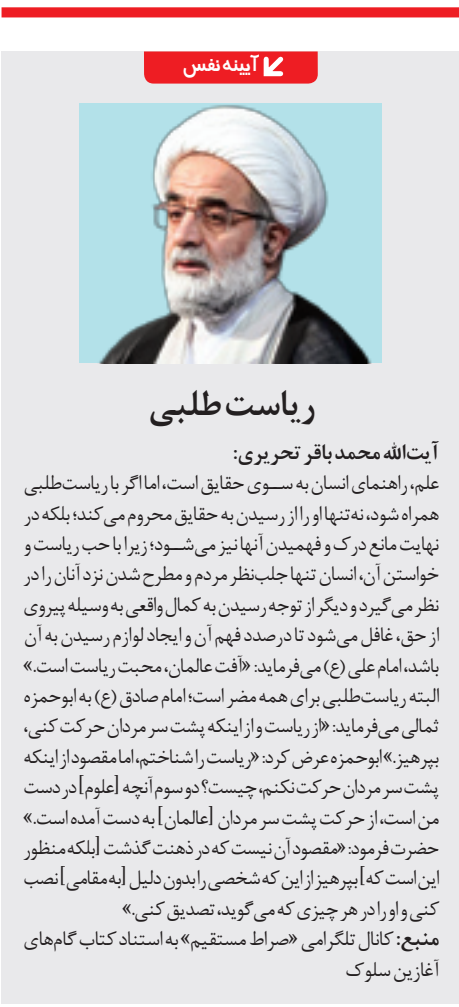 آیینه نفس
ریاست طلبی
آیت‌الله محمدباقر تحریری:
علم، راهنمای انسان به ســوی حقایق است، اما اگر با ریاست‌طلبی
همراه شود، نه‌تنها او را از رسیدن به حقایق محروم می‌کند؛ بلکه در
نهایت مانع درک و فهمیدن آنها نیز می‌شــود؛ زیرا با حب ریاست و
خواستن آن، انسان تنها جلب‌نظر مردم و مطرح شدن نزد آنان را در
نظر می‌گیرد و دیگر از توجه رسیدن به کمال واقعی به وسیله پیروی
از حق، غافل می‌شود تا درصدد فهم آن و ایجاد لوازم رسیدن به آن
باشد، امام علی (ع) می‌فرماید: «آفت عالمان، محبت ریاست است.»
البته ریاست‌طلبی برای همه مضر است؛ امام صادق (ع) به ابوحمزه
ثمالی می‌فرماید: «از ریاست و از اینکه پشت سر مردان حرکت کنی،
بپرهیز.» ابوحمزه عرض کرد: «ریاست را شناختم، اما مقصود از اینکه
پشت سر مردان حرکت نکنم، چیست؟ دو سوم آنچه [علوم] در دست
من است، از حرکت پشت سر مردان [عالمان] به دست آمده است.»
حضرت فرمود: «مقصود آن نیست که در ذهنت گذشت [بلکه منظور
این است که] بپرهیز از این که شخصی را بدون دلیل [به مقامی] نصب
کنی و او را در هر چیزی که می‌گوید، تصدیق کنی.»
منبع: کانال تلگرامی «صراط مستقیم» به استناد کتاب گام‌های
آغازین سلوک